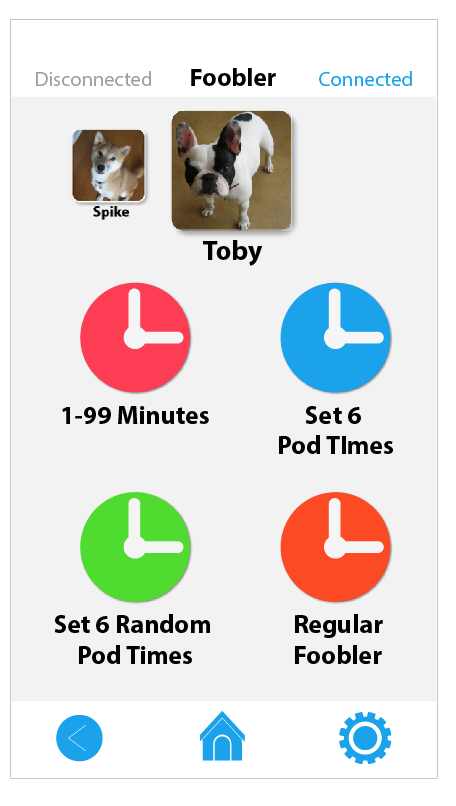 Disconnected Foobler Connected
Spike
Toby
1-99 Minutes
Set 6
Pod TImes
Set 6 Random
Pod Times
Regular
Foobler